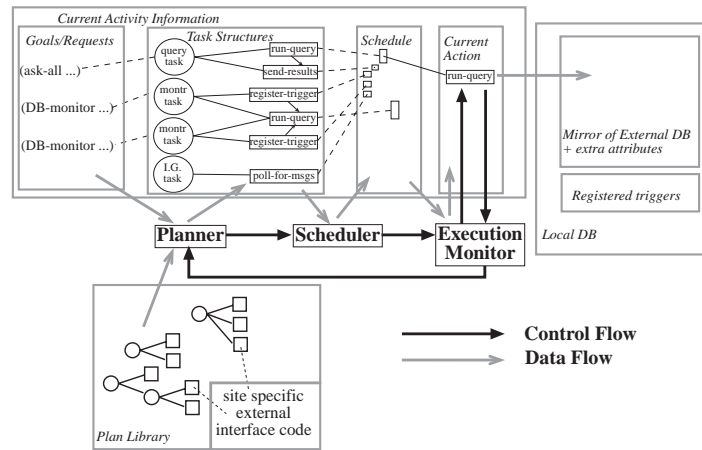 Current Activity Information
Goals/Requests
(ask-all ...)
(DB-monitor ...)
(DB-monitor ...)
Task Structures
query
task
montr
task
montr
task
I.G.
task
run-query
send-results
register-trigger
run-query
register-trigger
poll-for-msgs
Schedule
Current
Action
run-query
Mirror of External DB
+ extra attributes
Registered triggers
Local DB
Planner
Scheduler
Execution
Monitor
Control Flow
Data Flow
site specific
external
interface code
Plan Library